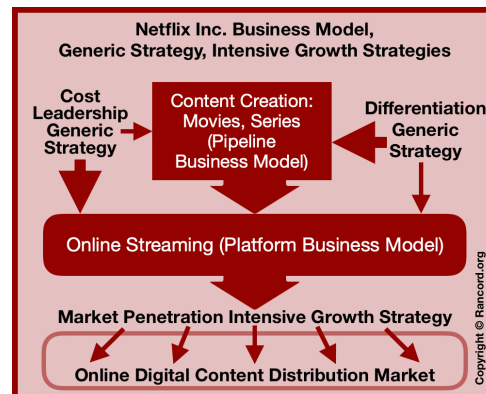 Netflix Inc. Business Model,
Generic Strategy, Intensive Growth Strategies
Cost
Leadership
Generic
Strategy
Content Creation:
Movies, Series
(Pipeline
Business Model)
Differentiation
Generic
Strategy
Online Streaming (Platform Business Model)
Market Penetration Intensive Growth Strategy
Online Digital Content Distribution Market
Copyright © Rancord.org